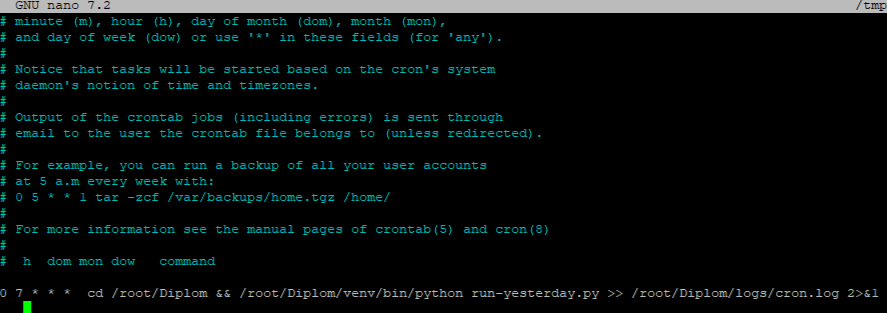 GNU nano 7.2 /tmp
# minute (m), hour (h), day of month (dom), month (mon),
# and day of week (dow) or use '*' in these fields (for 'any').
#
# Notice that tasks will be started based on the cron's system
# daemon's notion of time and timezones.
#
# Output of the crontab jobs (including errors) is sent through
# email to the user the crontab file belongs to (unless redirected).
#
# For example, you can run a backup of all your user accounts
# at 5 a.m every week with:
# 0 5 * * 1 tar -zcf /var/backups/home.tgz /home/
#
# For more information see the manual pages of crontab(5) and cron(8)
#
# h dom mon dow command
0 7 * * * cd /root/Diplom && /root/Diplom/venv/bin/python run-yesterday.py >> /root/Diplom/logs/cron.log 2>&1